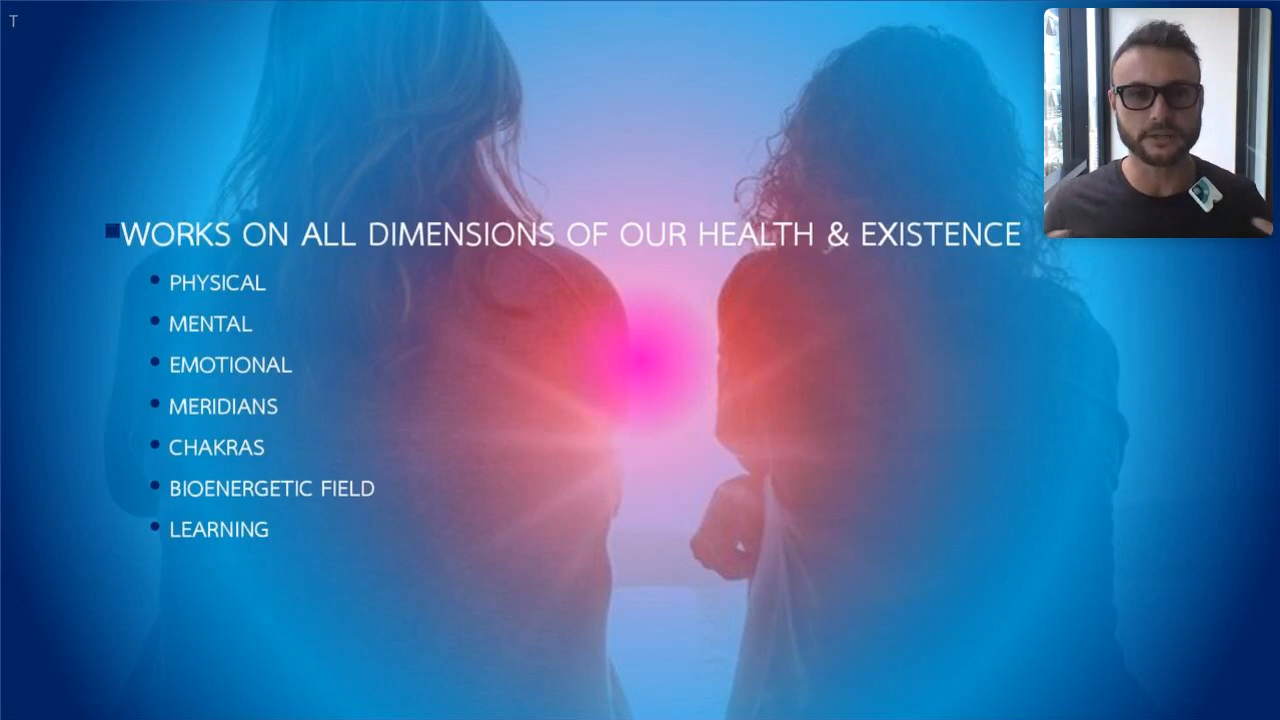 T
WORKS ON ALL DIMENSIONS OF OUR HEALTH & EXISTENCE
PHYSICAL
MENTAL
EMOTIONAL
MERIDIANS
CHAKRAS
BIOENERGETIC FIELD
LEARNING